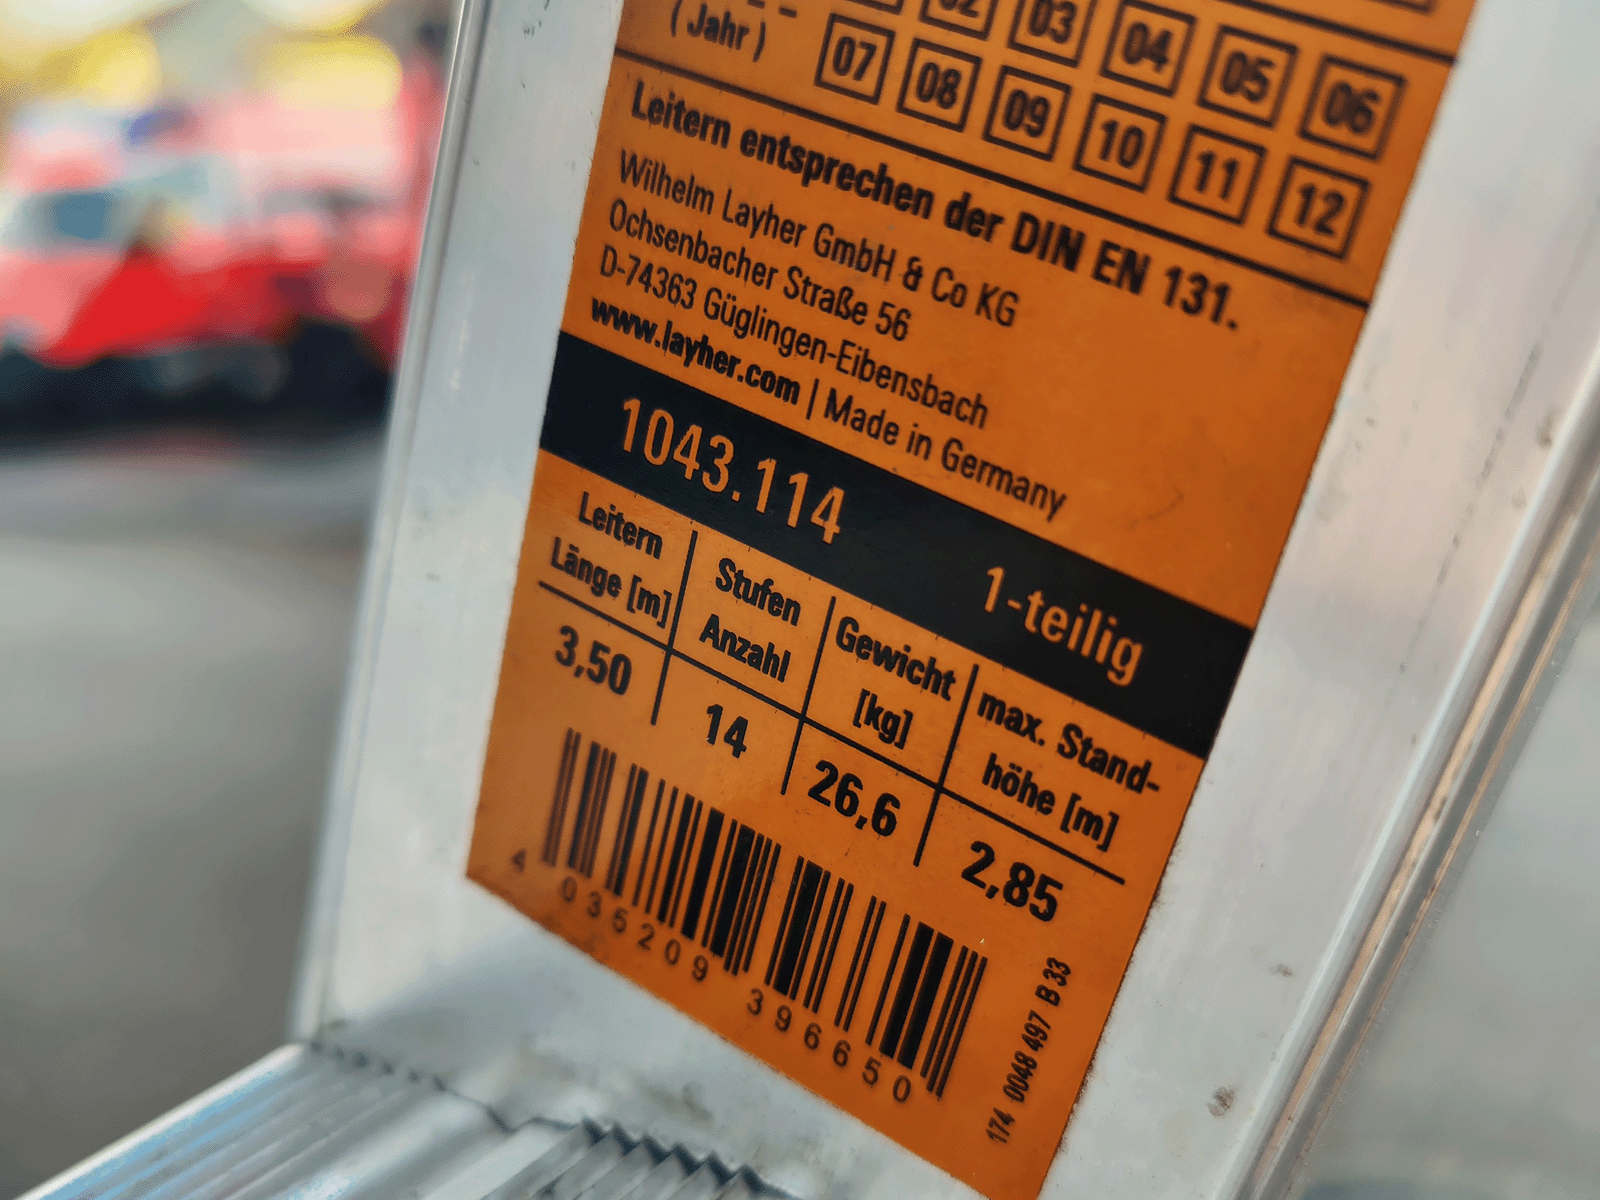 02 03 04 05 06
( Jahr )
07 08 09 10 11 12
Leitern entsprechen der DIN EN 131.
Wilhelm Layher GmbH & Co KG
Ochsenbacher Straße 56
D-74363 Güglingen-Eibensbach
www.layher.com | Made in Germany
1043.114 1-teilig
Leitern Länge [m]
Stufen Anzahl
Gewicht [kg]
max. Stand-
höhe [m]
3,50 14 26,6 2,85
4 035209 396650
174 0048 497 B 33